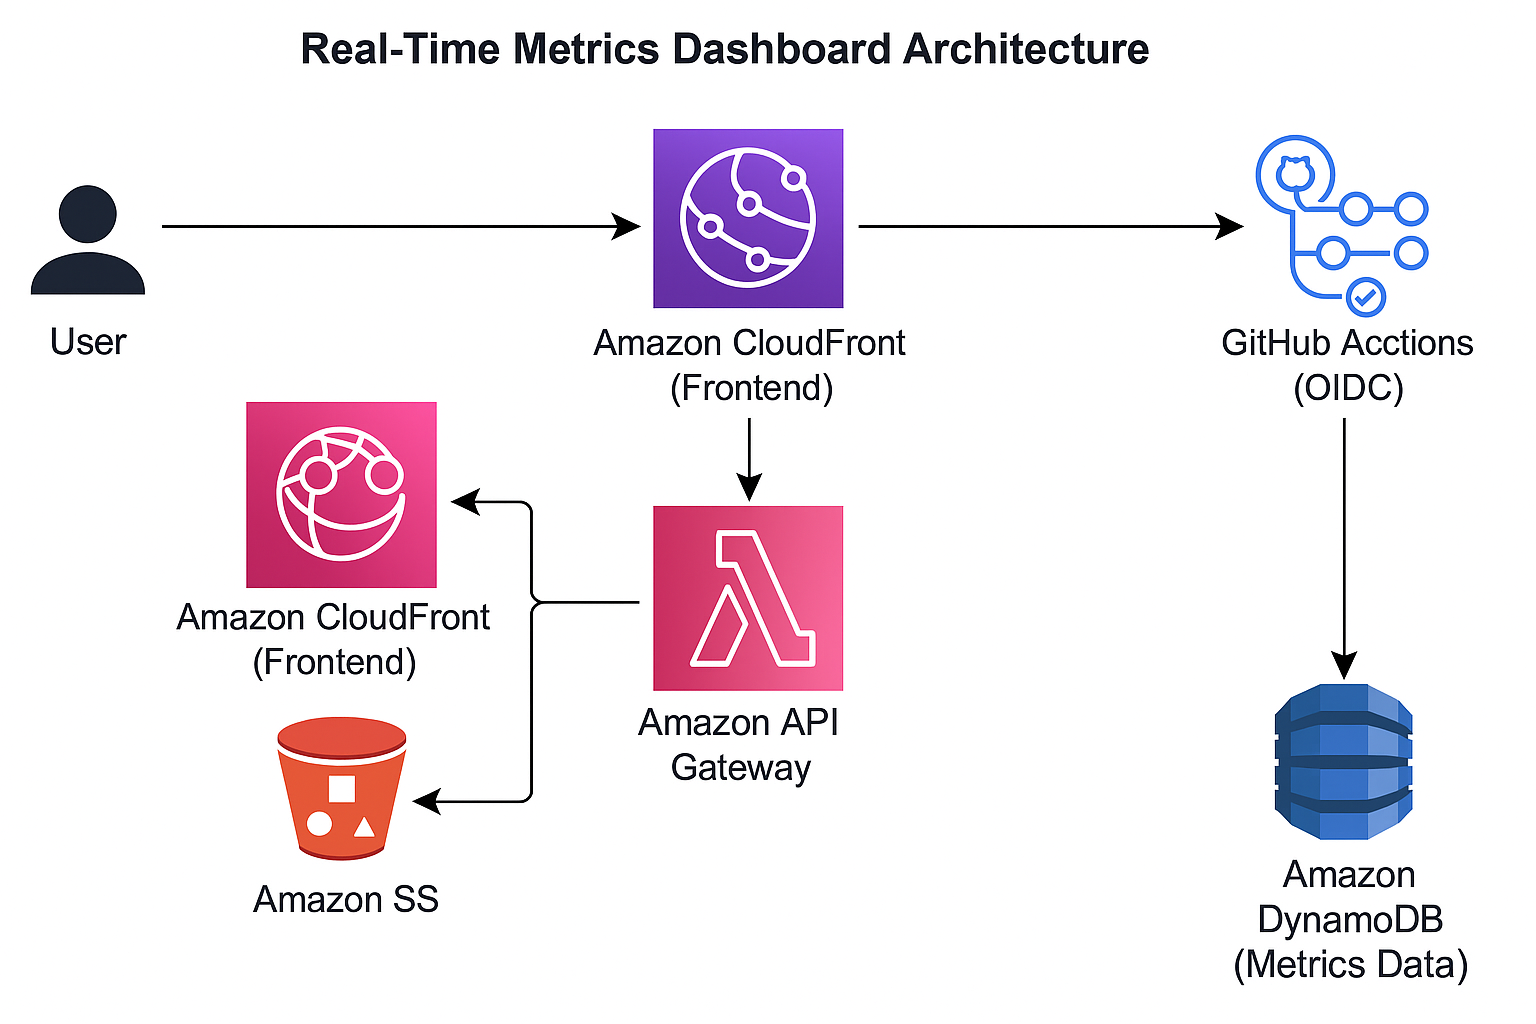 Real-Time Metrics Dashboard Architecture
User
Amazon CloudFront
(Frontend)
GitHub Acctions
(OIDC)
Amazon CloudFront
(Frontend)
Amazon API
Gateway
Amazon SS
Amazon
DynamoDB
(Metrics Data)